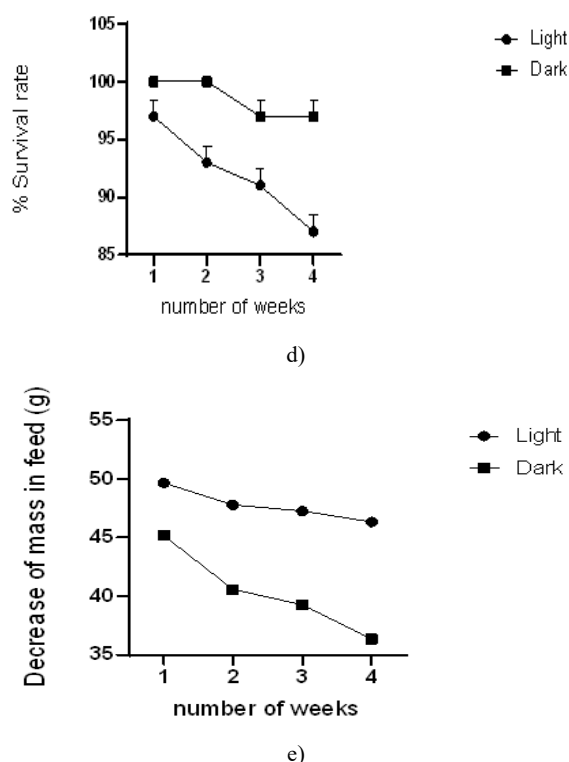 105
100
95
90
85
% Survival rate
1 2 3 4
number of weeks
Light
Dark
d)
55
50
45
40
35
Decrease of mass in feed (g)
1 2 3 4
number of weeks
Light
Dark
e)